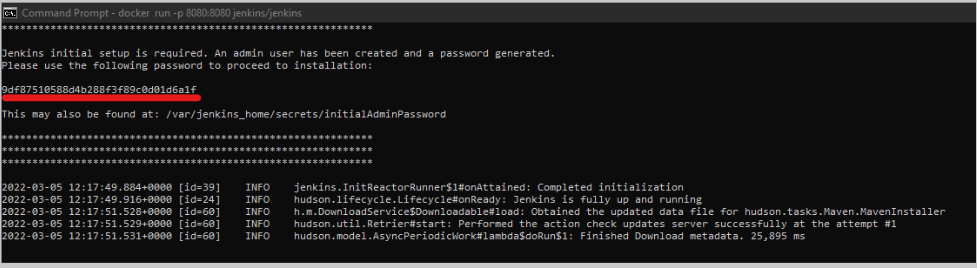 Command Prompt - docker run -p 8080:8080 jenkins/jenkins
*************************************************************
Jenkins initial setup is required. An admin user has been created and a password generated.
Please use the following password to proceed to installation:
9df87510588d4b288f3f89c0d01d6a1f
This may also be found at: /var/jenkins_home/secrets/initialAdminPassword
*************************************************************
*************************************************************
*************************************************************
2022-03-05 12:17:49.884+0000 [id=39] INFO jenkins.InitReactorRunner$1#onAttained: Completed initialization
2022-03-05 12:17:49.916+0000 [id=24] INFO hudson.lifecycle.Lifecycle#onReady: Jenkins is fully up and running
2022-03-05 12:17:51.528+0000 [id=60] INFO h.m.DownloadService$Downloadable#load: Obtained the updated data file for hudson.tasks.Maven.MavenInstaller
2022-03-05 12:17:51.529+0000 [id=60] INFO hudson.util.Retrier#start: Performed the action check updates server successfully at the attempt #1
2022-03-05 12:17:51.531+0000 [id=60] INFO hudson.model.AsyncPeriodicWork#lambda$doRun$1: Finished Download metadata. 25,895 ms